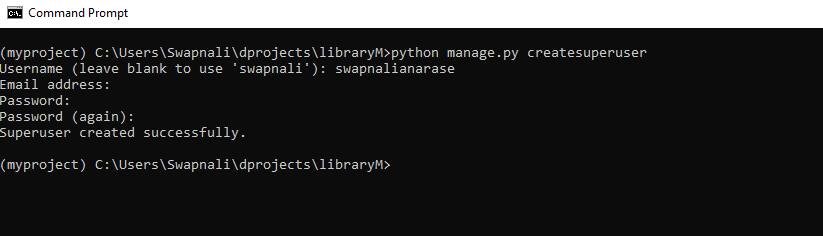 Command Prompt
(myproject) C:\Users\Swapnali\dprojects\libraryM>python manage.py createsuperuser
Username (leave blank to use 'swapnali'): swapnalianarase
Email address:
Password:
Password (again):
Superuser created successfully.
(myproject) C:\Users\Swapnali\dprojects\libraryM>